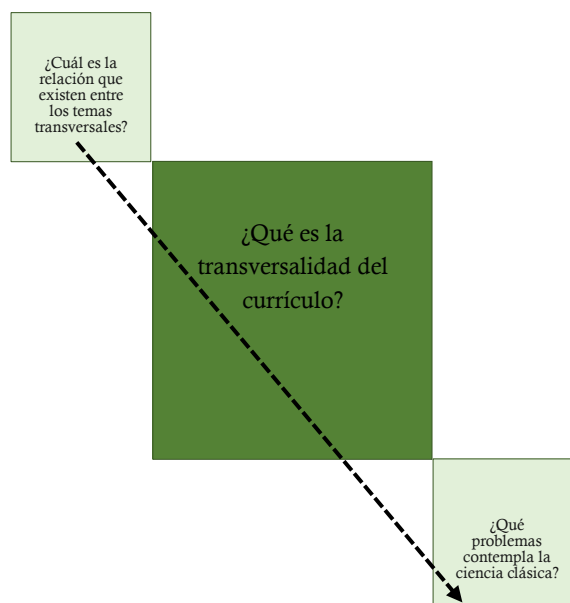 ¿Cuál es la
relación que
existen entre
los temas
transversales?
¿Qué es la
transversalidad del
currículo?
¿Qué
problemas
contempla la
ciencia clásica?